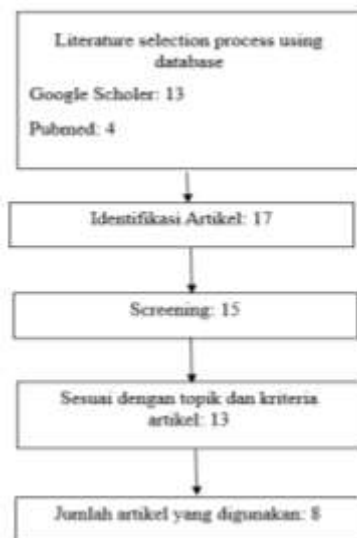 Literature selection process using
database
Google Scholer: 13
Pubmed: 4
Identifikasi Artikel: 17
Screening: 15
Sesuai dengan topik dan kriteria
artikel: 13
Jumlah artikel yang digunakan: 8